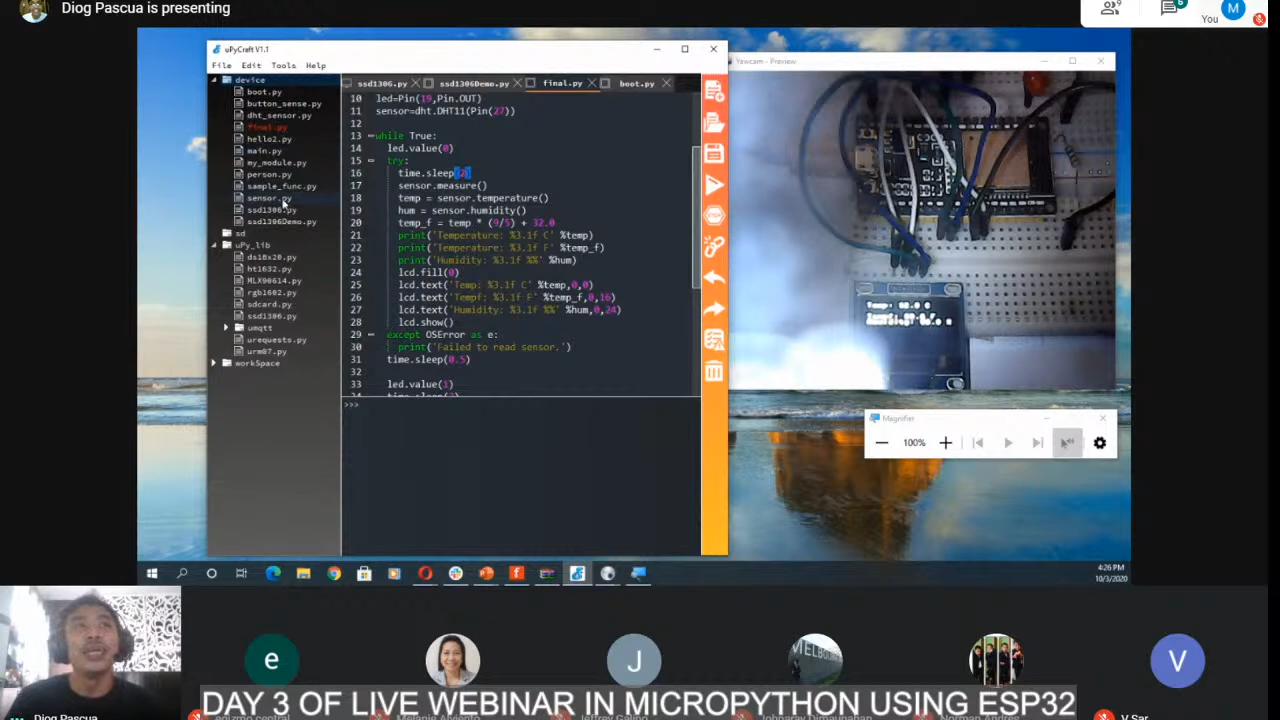 Diog Pascua is presenting
9
5
You
M
uPyCraft V1.1
File Edit Tools Help
device
boot.py
button_sense.py
dht_sensor.py
final.py
hello2.py
main.py
my_module.py
person.py
sample_func.py
sensor.py
ssd1306.py
ssd1306Demo.py
sd
uPy_lib
ds18x20.py
ht1632.py
MLX90614.py
rgb1602.py
sdcard.py
ssd1306.py
umqtt
urequests.py
urm07.py
workSpace
ssd1306.py ssd1306Demo.py final.py boot.py
10 led=Pin(19,Pin.OUT)
11 sensor=dht.DHT11(Pin(27))
12
13 while True:
14 led.value(0)
15 try:
16 time.sleep(2)
17 sensor.measure()
18 temp = sensor.temperature()
19 hum = sensor.humidity()
20 temp_f = temp * (9/5) + 32.0
21 print('Temperature: %3.1f C' %temp)
22 print('Temperature: %3.1f F' %temp_f)
23 print('Humidity: %3.1f %%' %hum)
24 lcd.fill(0)
25 lcd.text('Temp: %3.1f C' %temp,0,0)
26 lcd.text('Tempf: %3.1f F' %temp_f,0,16)
27 lcd.text('Humidity: %3.1f %%' %hum,0,24)
28 lcd.show()
29 except OSError as e:
30 print('Failed to read sensor.')
31 time.sleep(0.5)
32
33 led.value(1)
34 time.sleep(2)
>>>
Yawcam - Preview
Magnifier
100%
4:26 PM
10/3/2020
Diog Pascua
e
J
V
DAY 3 OF LIVE WEBINAR IN MICROPYTHON USING ESP32
V Sar